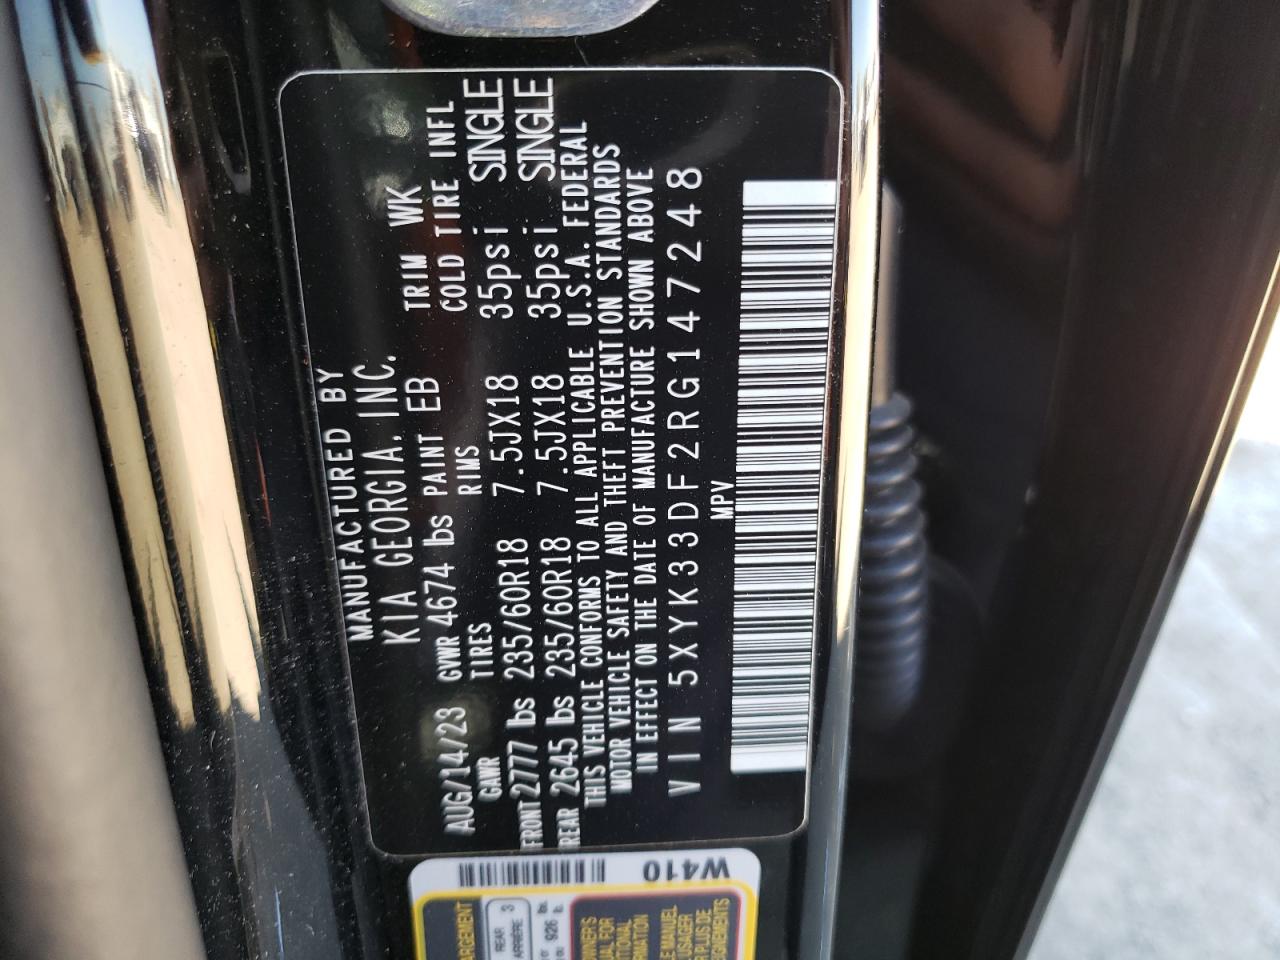 MANUFACTURED BY
KIA GEORGIA, INC.
AUG/14/23 GVWR 4674 lbs PAINT EB TRIM WK
GAWR TIRES RIMS COLD TIRE INFL
FRONT 2777 lbs 235/60R18 7.5JX18 35psi SINGLE
REAR 2645 lbs 235/60R18 7.5JX18 35psi SINGLE
THIS VEHICLE CONFORMS TO ALL APPLICABLE U.S.A. FEDERAL
MOTOR VEHICLE SAFETY AND THEFT PREVENTION STANDARDS
IN EFFECT ON THE DATE OF MANUFACTURE SHOWN ABOVE
VIN 5XYK33DF2RG147248
MPV
W410
REAR 3
926